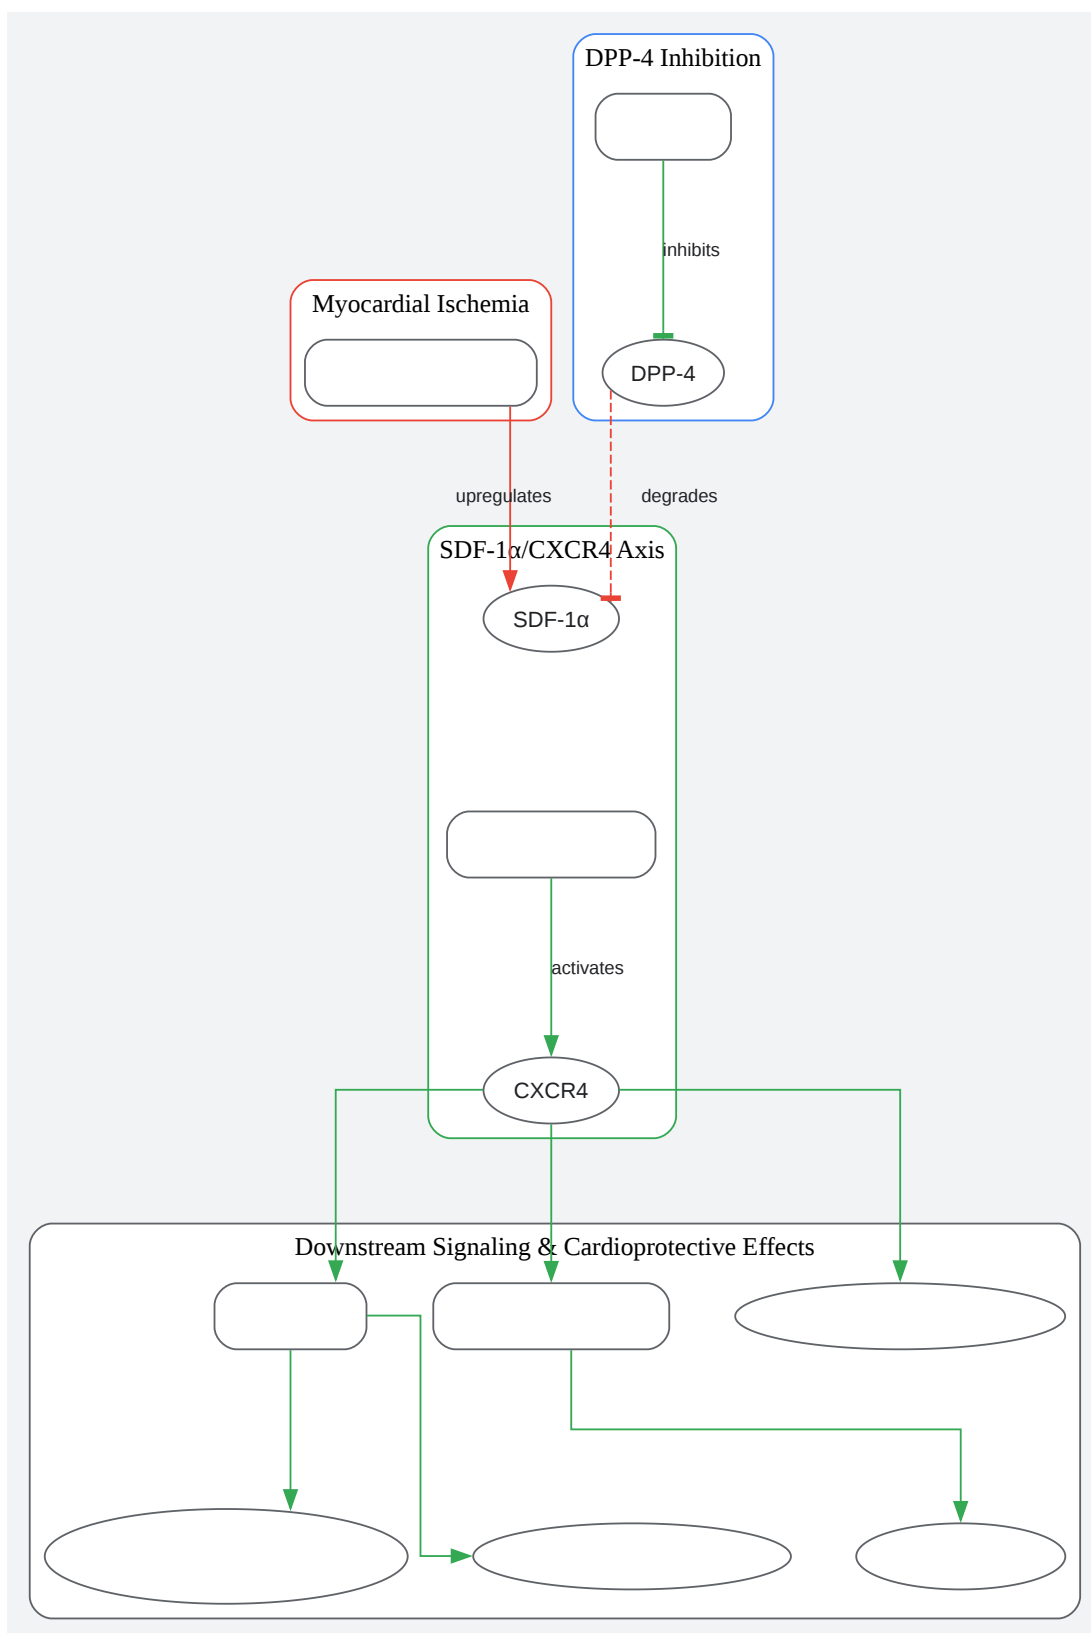 DPP-4 Inhibition
inhibits
Myocardial Ischemia
DPP-4
upregulates
degrades
SDF-1α/CXCR4 Axis
SDF-1α
activates
CXCR4
Downstream Signaling & Cardioprotective Effects